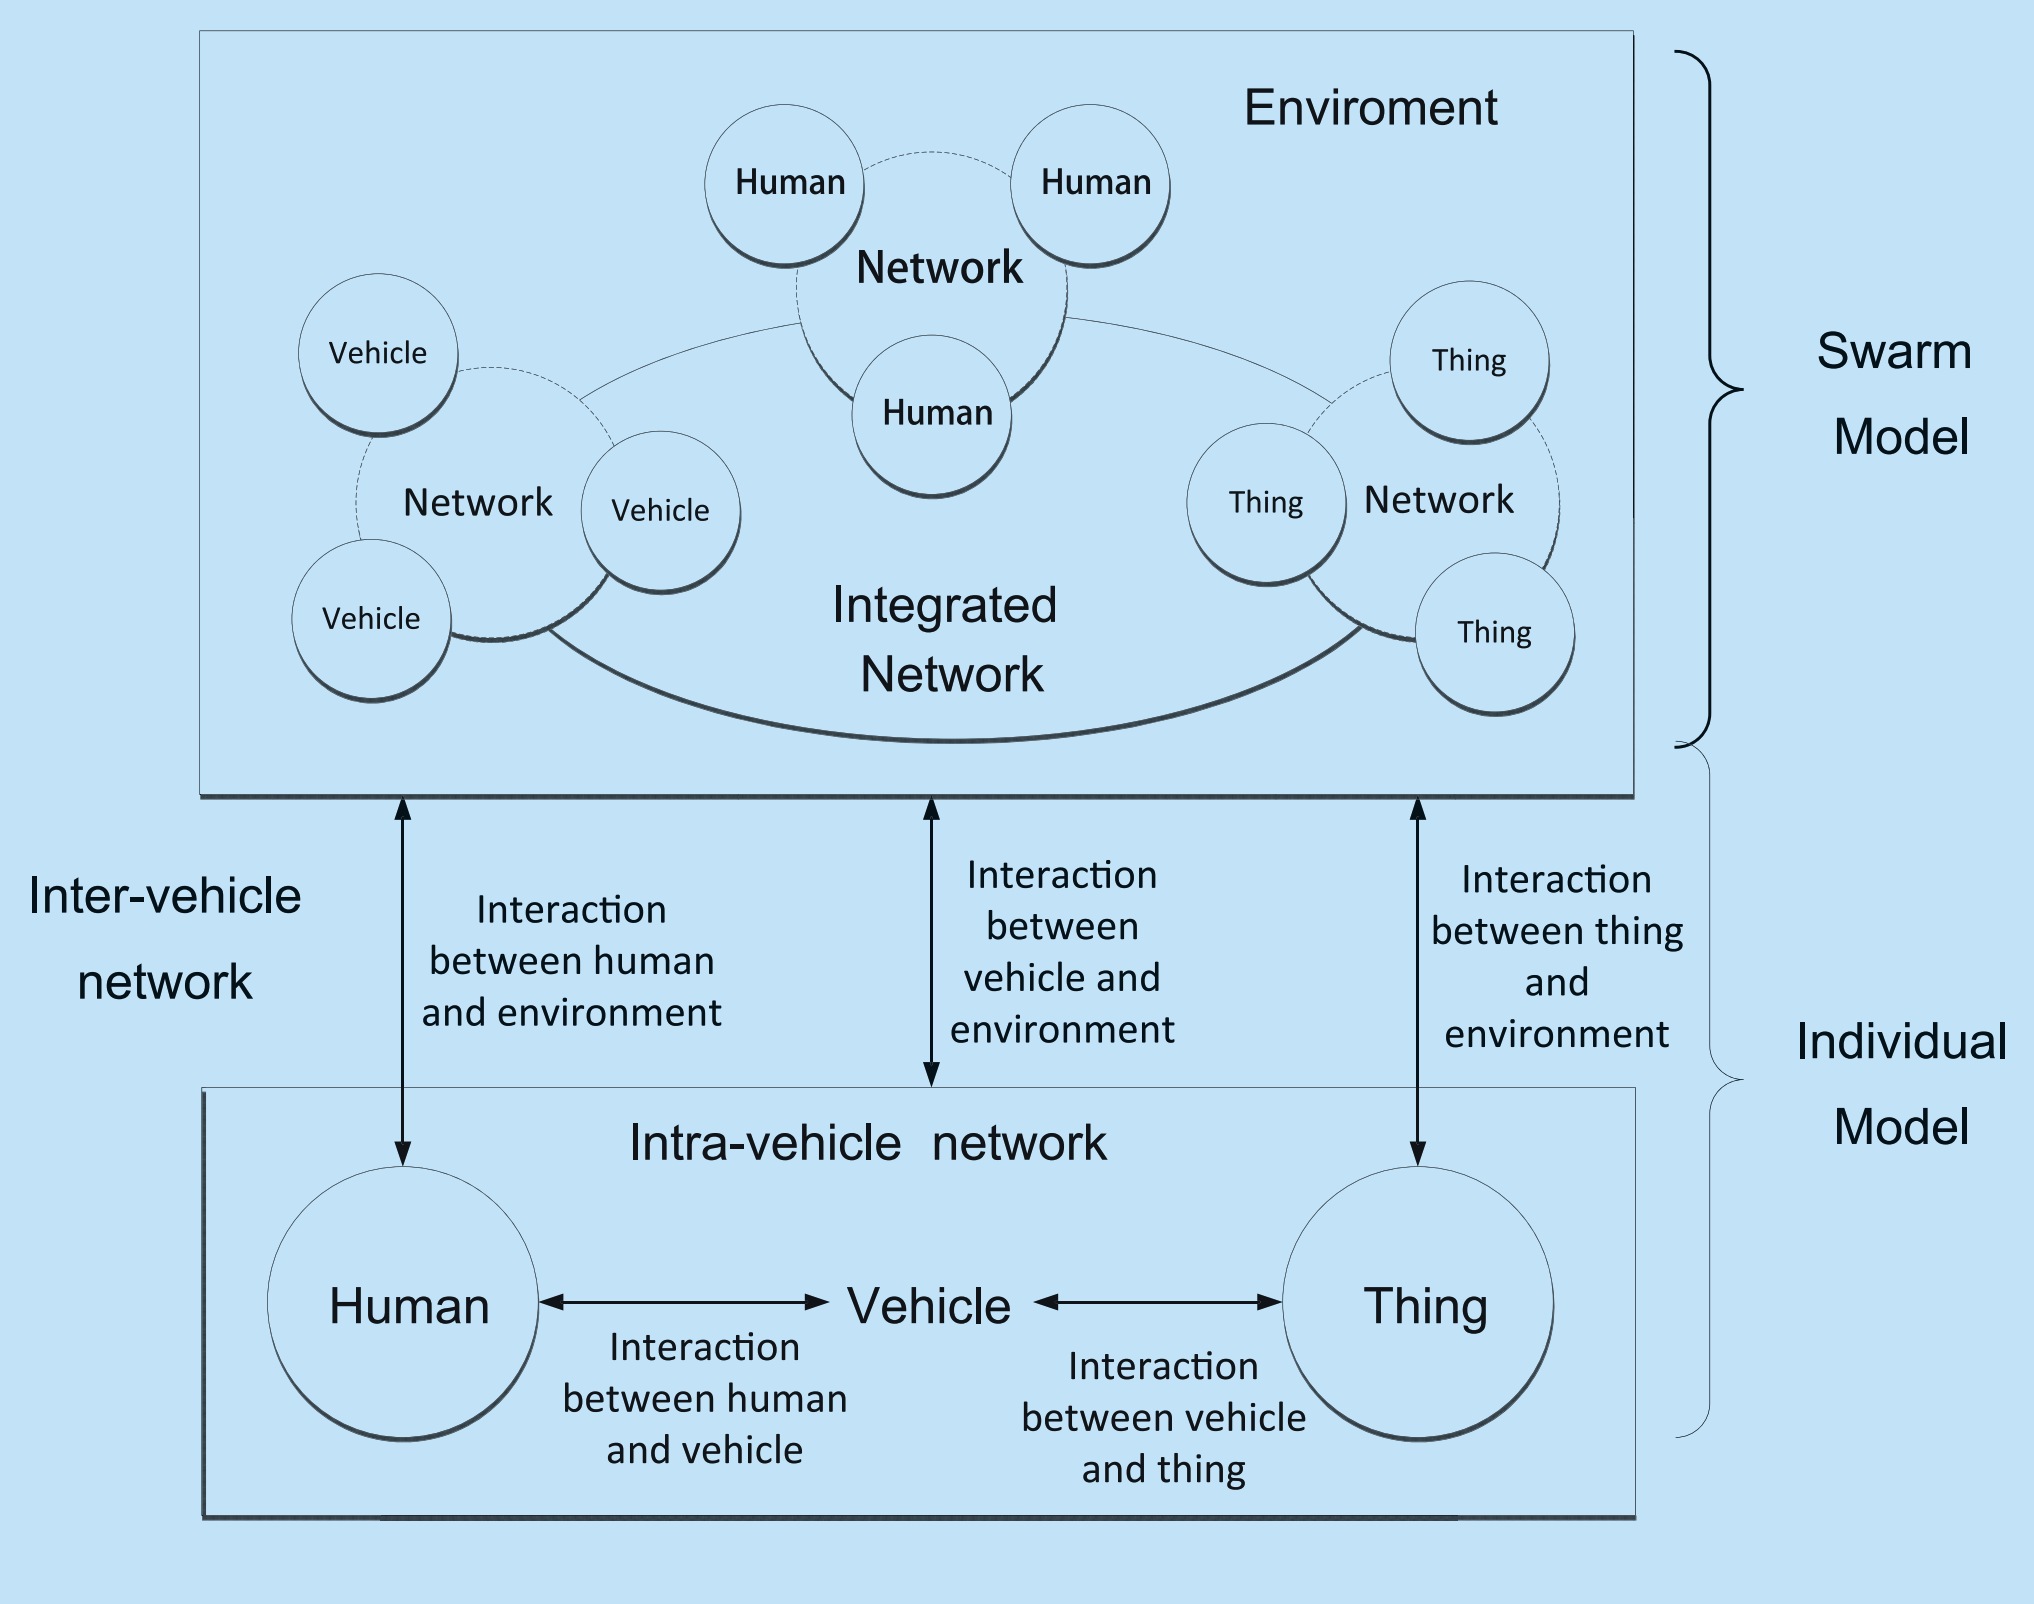 Enviroment
Human
Human
Network
Human
Vehicle
Network
Vehicle
Vehicle
Thing
Thing
Network
Thing
Integrated
Network
Swarm
Model
Inter-vehicle
network
Interaction
between human
and environment
Interaction
between
vehicle and
environment
Interaction
between thing
and
environment
Individual
Model
Intra-vehicle network
Human
Vehicle
Thing
Interaction
between human
and vehicle
Interaction
between vehicle
and thing